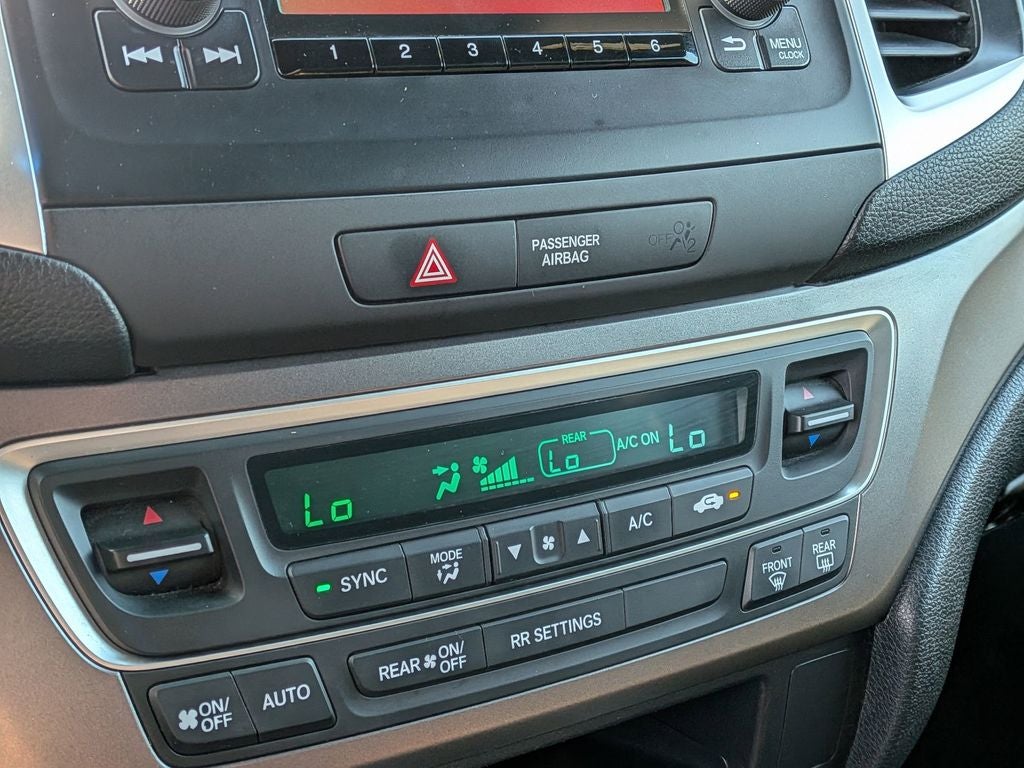 1 2 3 4 5 6
MENU
CLOCK
PASSENGER
AIRBAG
OFF
2
Lo
REAR
Lo
A/C ON
Lo
SYNC
MODE
A/C
FRONT
REAR
REAR ON/
OFF
RR SETTINGS
ON/
OFF
AUTO